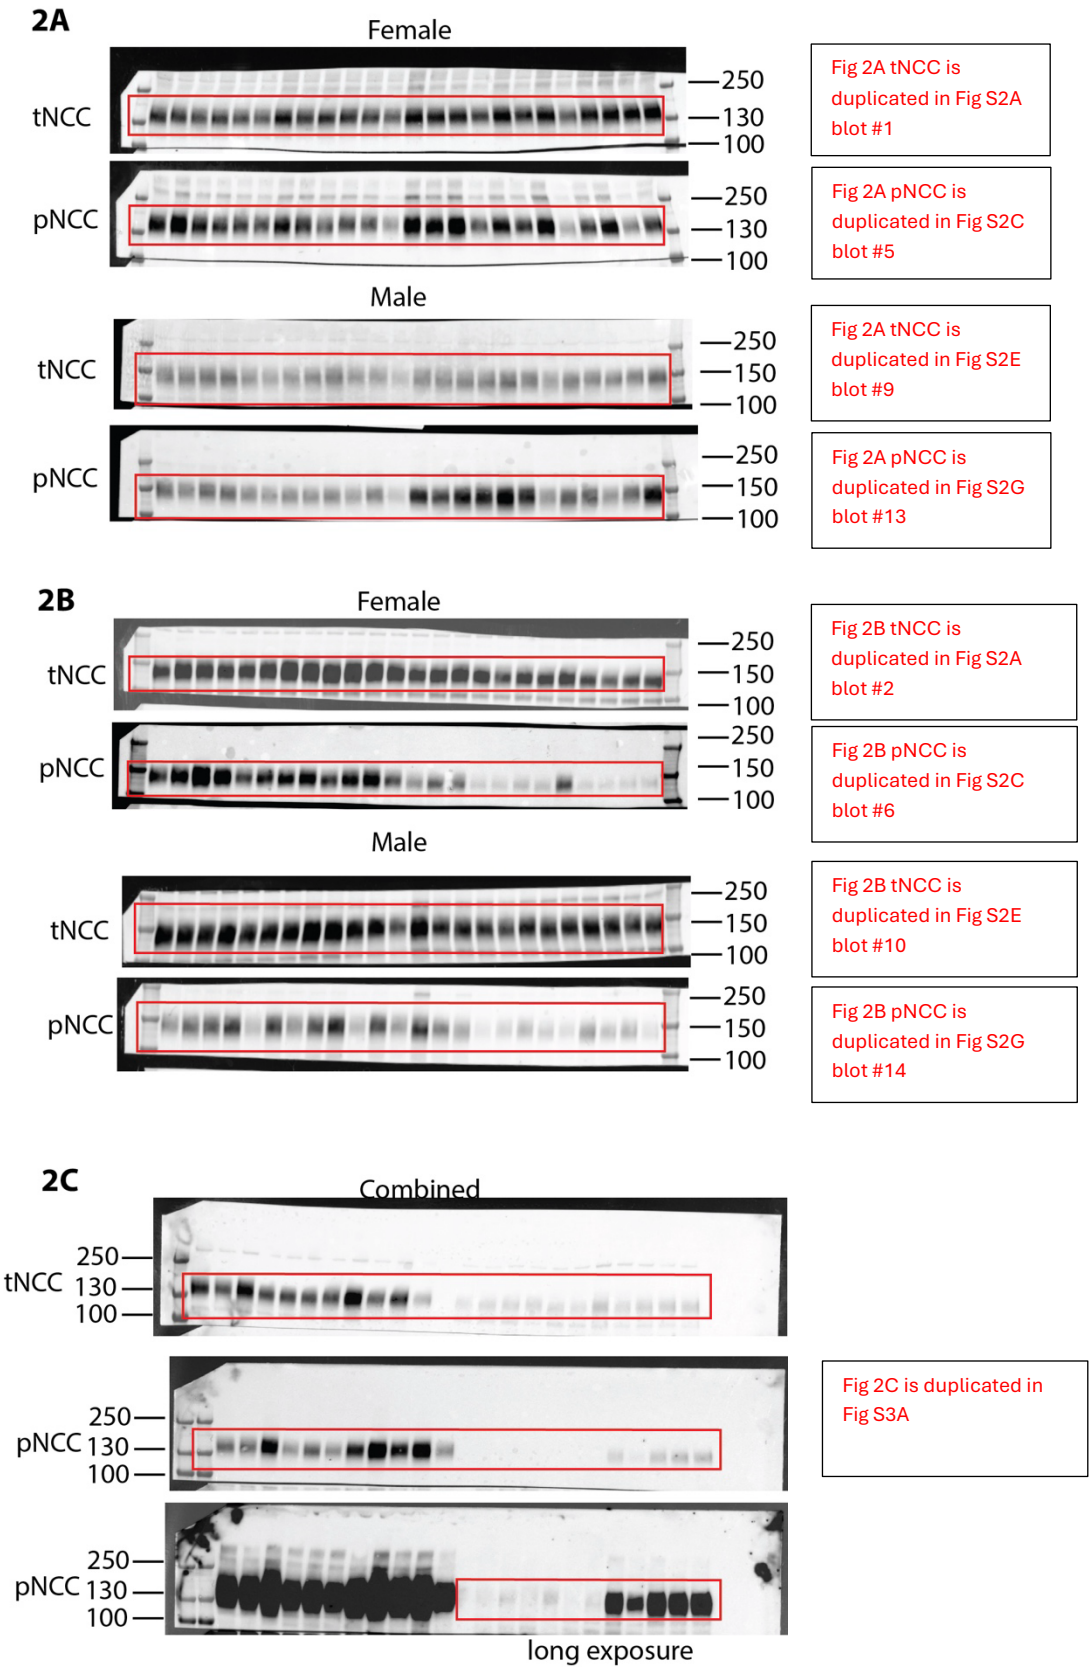 2A
Female
tNCC
250
130
100
Fig 2A tNCC is
duplicated in Fig S2A
blot #1
pNCC
250
130
100
Fig 2A pNCC is
duplicated in Fig S2C
blot #5
Male
tNCC
250
150
100
Fig 2A tNCC is
duplicated in Fig S2E
blot #9
pNCC
250
150
100
Fig 2A pNCC is
duplicated in Fig S2G
blot #13
2B
Female
tNCC
250
150
100
Fig 2B tNCC is
duplicated in Fig S2A
blot #2
pNCC
250
150
100
Fig 2B pNCC is
duplicated in Fig S2C
blot #6
Male
tNCC
250
150
100
Fig 2B tNCC is
duplicated in Fig S2E
blot #10
pNCC
250
150
100
Fig 2B pNCC is
duplicated in Fig S2G
blot #14
2C
Combined
250
tNCC 130
100
250
pNCC 130
100
Fig 2C is duplicated in
Fig S3A
250
pNCC 130
100
long exposure